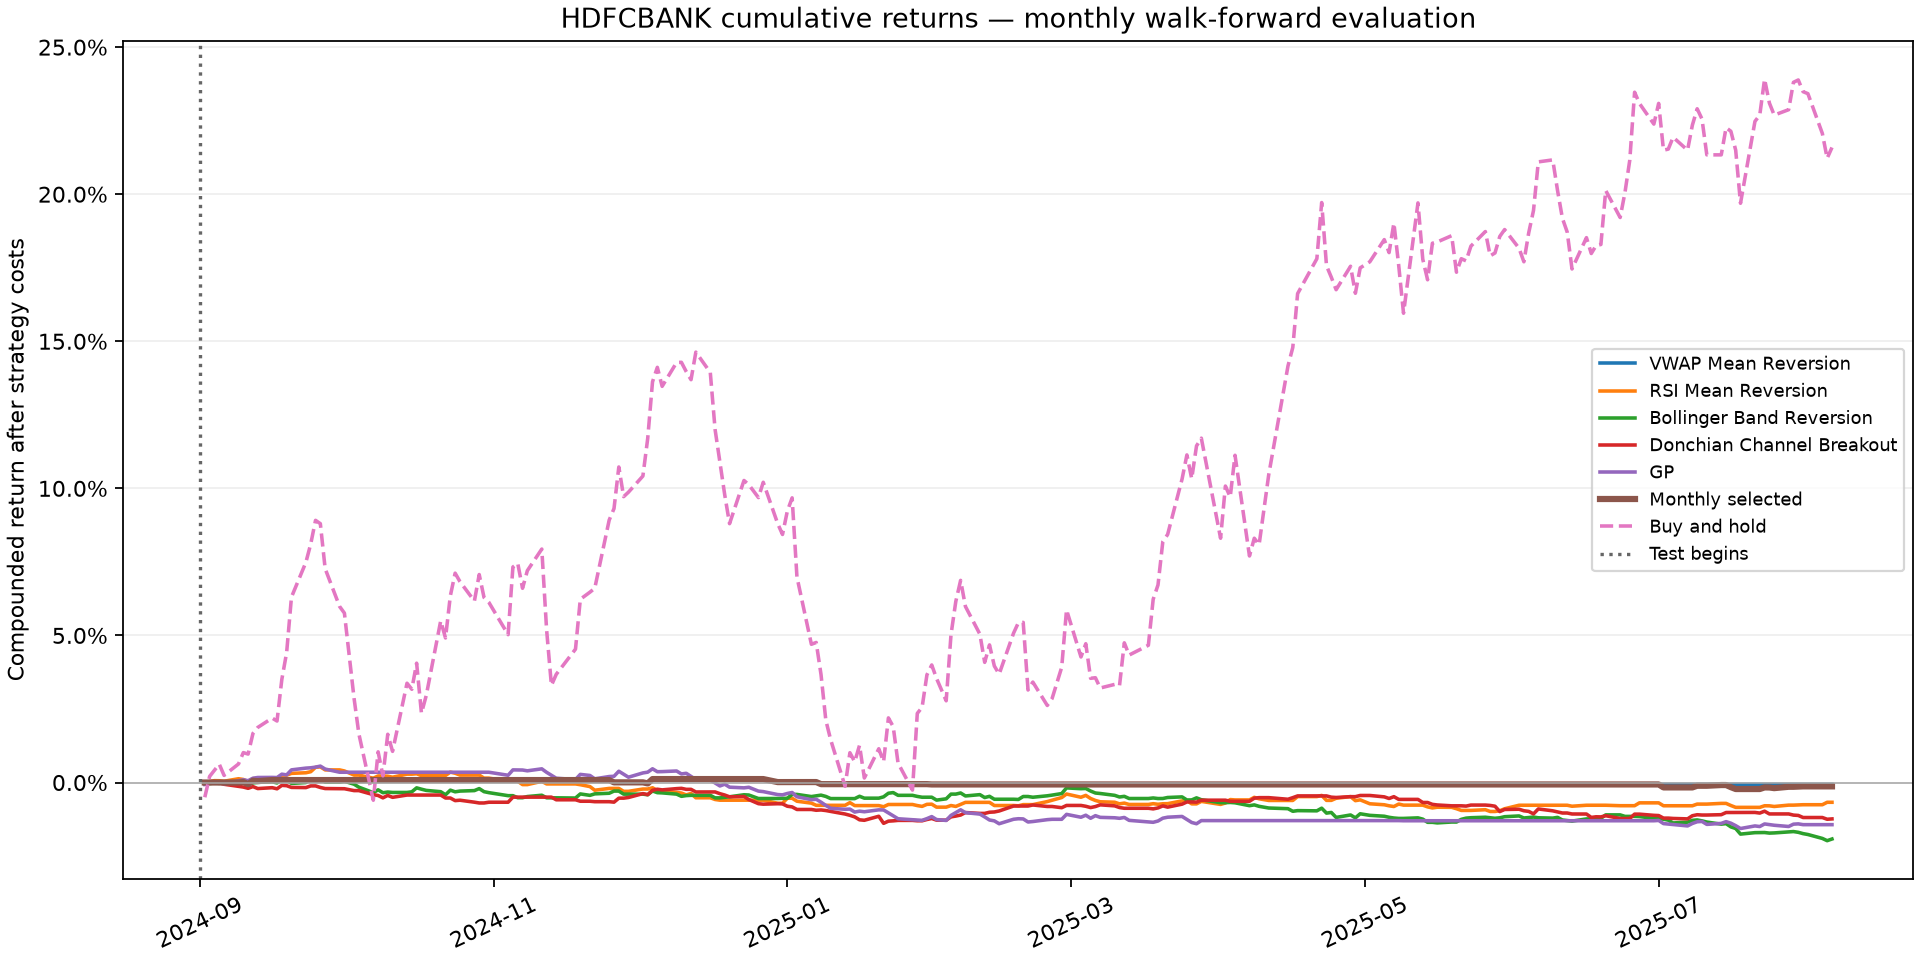 HDFCBANK cumulative returns — monthly walk-forward evaluation
Compounded return after strategy costs
25.0%
20.0%
15.0%
10.0%
5.0%
0.0%
VWAP Mean Reversion
RSI Mean Reversion
Bollinger Band Reversion
Donchian Channel Breakout
GP
Monthly selected
Buy and hold
Test begins
2024-09
2024-11
2025-01
2025-03
2025-05
2025-07